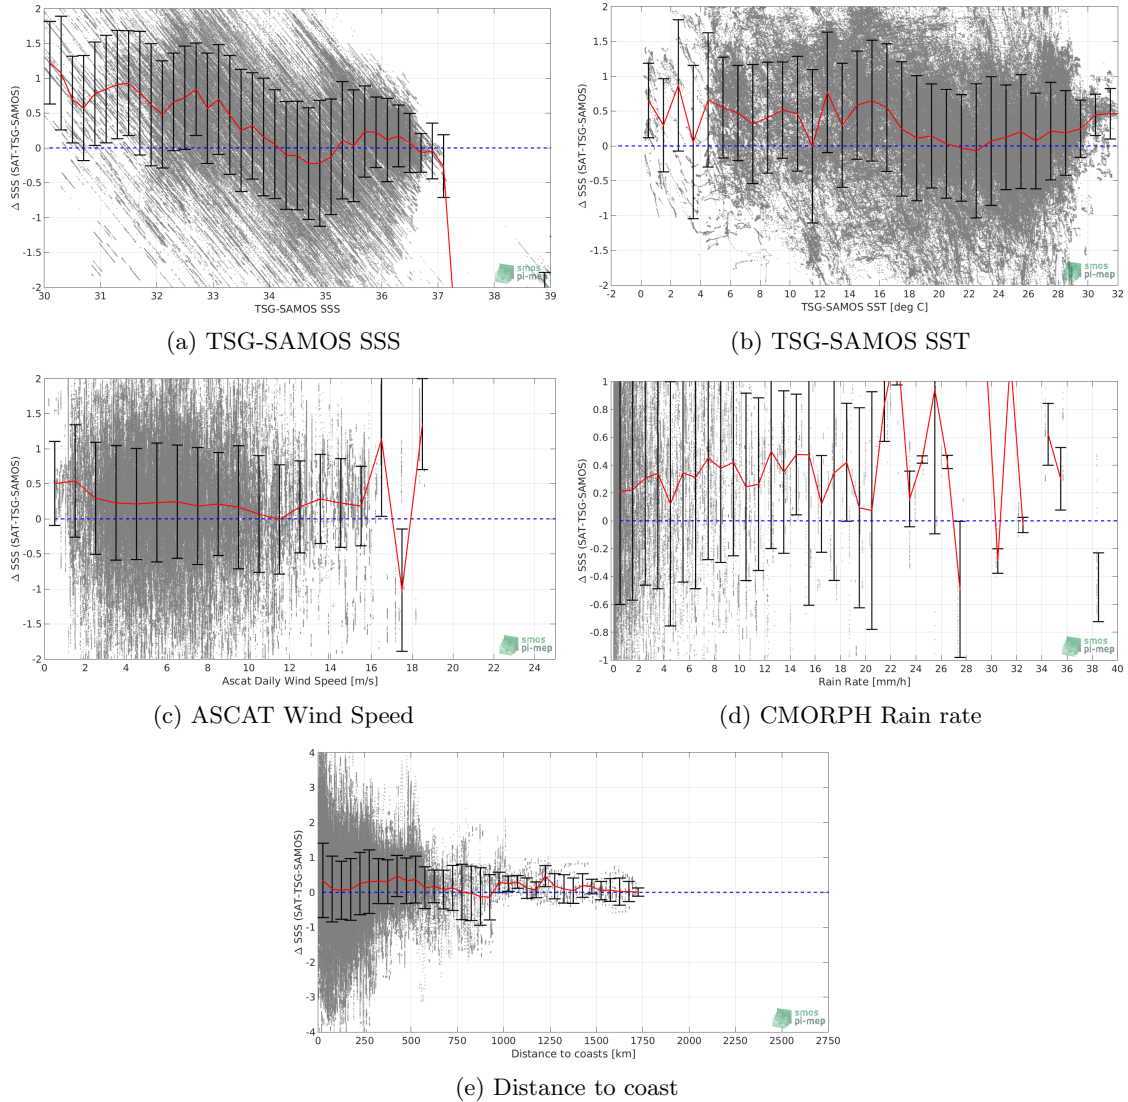 2
1.5
1
0.5
0
-0.5
-1
-1.5
-2
Δ SSS (SAT-TSG-SAMOS)
30 31 32 33 34 35 36 37 38 39
TSG-SAMOS SSS
smos
pi-mep
(a) TSG-SAMOS SSS
2
1.5
1
0.5
0
-0.5
-1
-1.5
-2
Δ SSS (SAT-TSG-SAMOS)
-2 0 2 4 6 8 10 12 14 16 18 20 22 24 26 28 30 32
TSG-SAMOS SST [deg C]
smos
pi-mep
(b) TSG-SAMOS SST
2
1.5
1
0.5
0
-0.5
-1
-1.5
-2
Δ SSS (SAT-TSG-SAMOS)
0 2 4 6 8 10 12 14 16 18 20 22 24
Ascat Daily Wind Speed [m/s]
smos
pi-mep
(c) ASCAT Wind Speed
1
0.8
0.6
0.4
0.2
0
-0.2
-0.4
-0.6
-0.8
-1
Δ SSS (SAT-TSG-SAMOS)
0 2 4 6 8 10 12 14 16 18 20 22 24 26 28 30 32 34 36 38 40
Rain Rate [mm/h]
smos
pi-mep
(d) CMORPH Rain rate
4
3
2
1
0
-1
-2
-3
-4
Δ SSS (SAT-TSG-SAMOS)
0 250 500 750 1000 1250 1500 1750 2000 2250 2500 2750
Distance to coasts [km]
smos
pi-mep
(e) Distance to coast